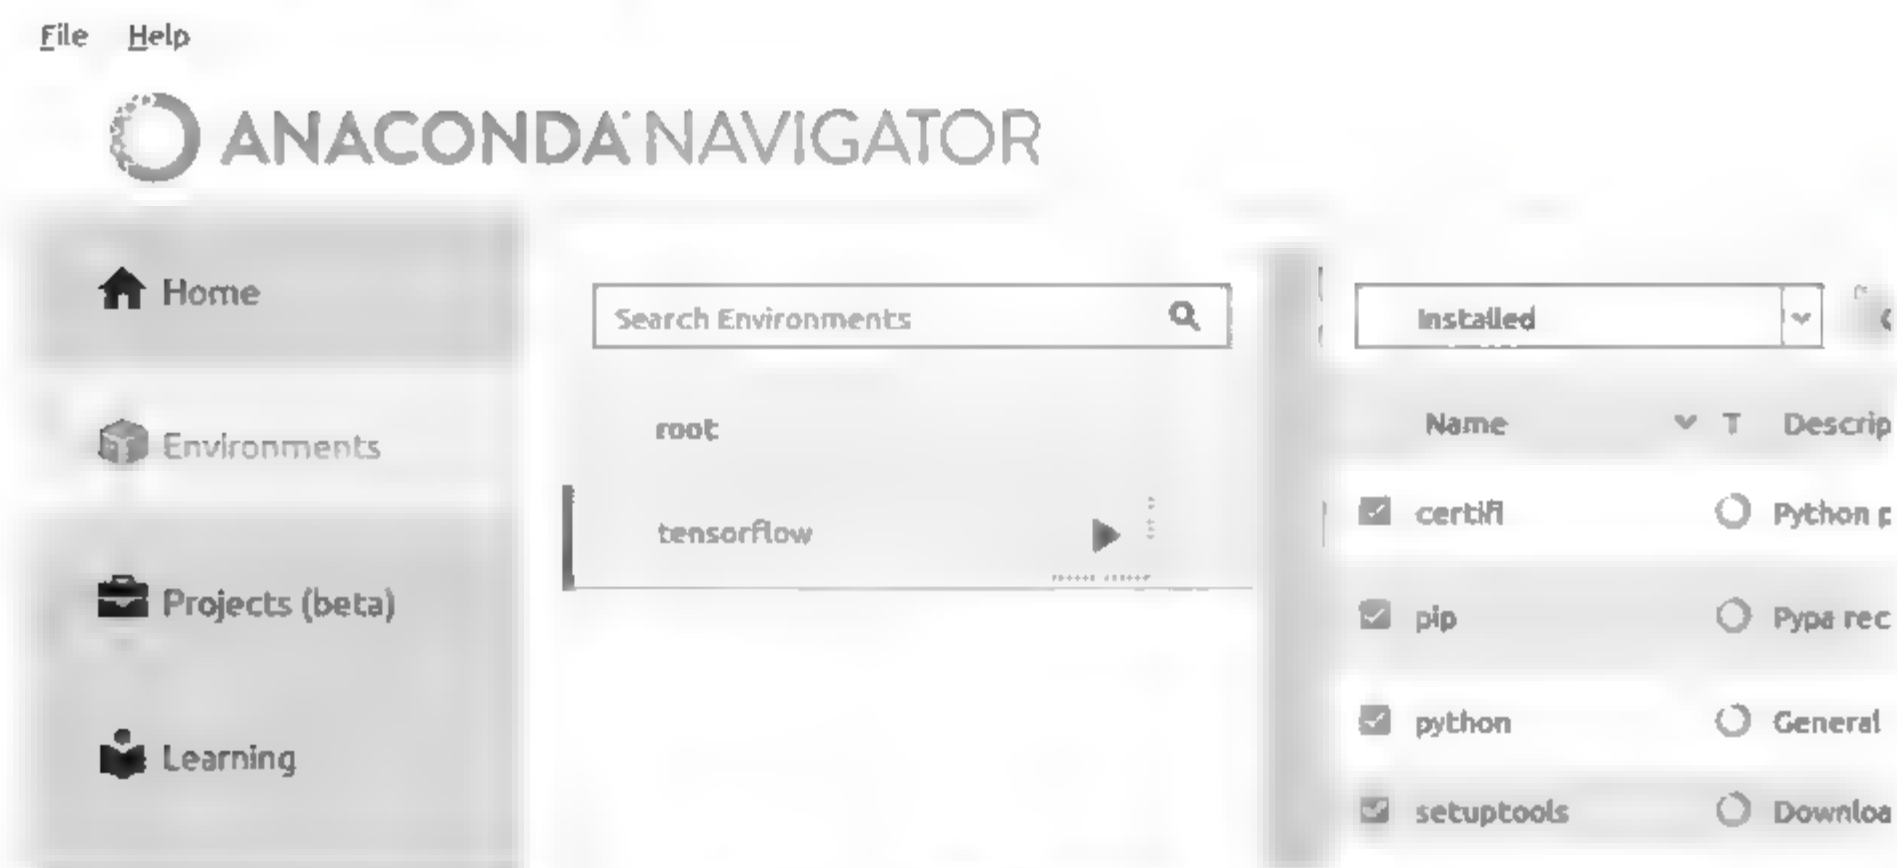 File Help
ANACONDA NAVIGATOR
Home
Environments
Projects (beta)
Learning
Search Environments
root
tensorflow
Installed
Name T Descrip
certifi Python p
pip Pypa rec
python General
setuptools Downloa